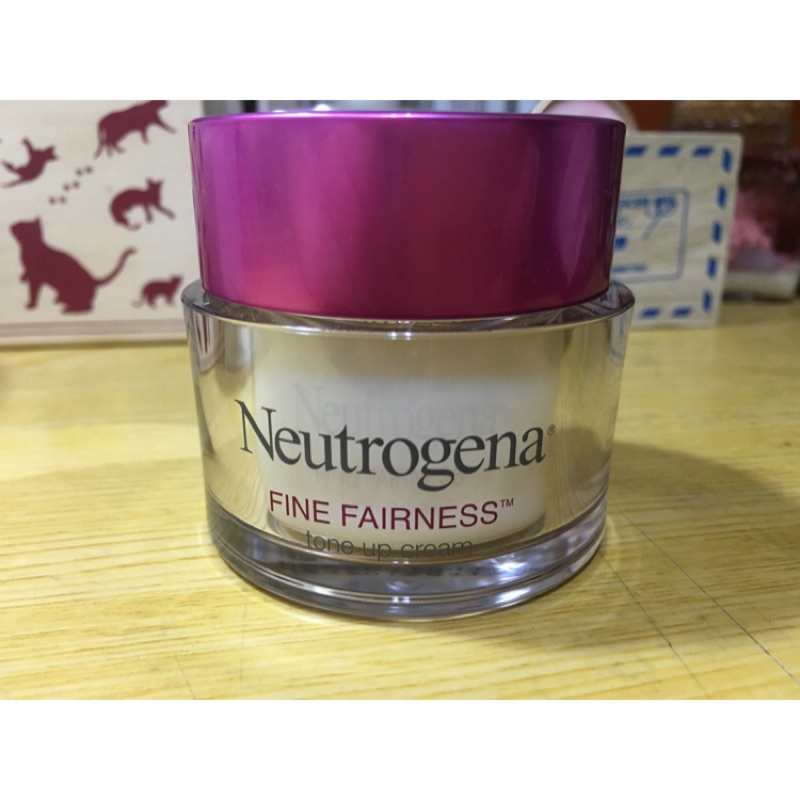 Neutrogena®
FINE FAIRNESS™
tone up cream